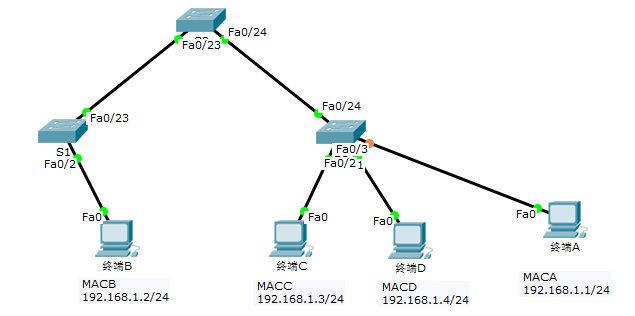 Fa0/24
Fa0/23
Fa0/24
Fa0/23
S1
Fa0/3
Fa0/2
Fa0/2
1
Fa0
Fa0
Fa0
Fa0
终端B
终端C
终端D
终端A
MACB
192.168.1.2/24
MACC
192.168.1.3/24
MACD
192.168.1.4/24
MACA
192.168.1.1/24